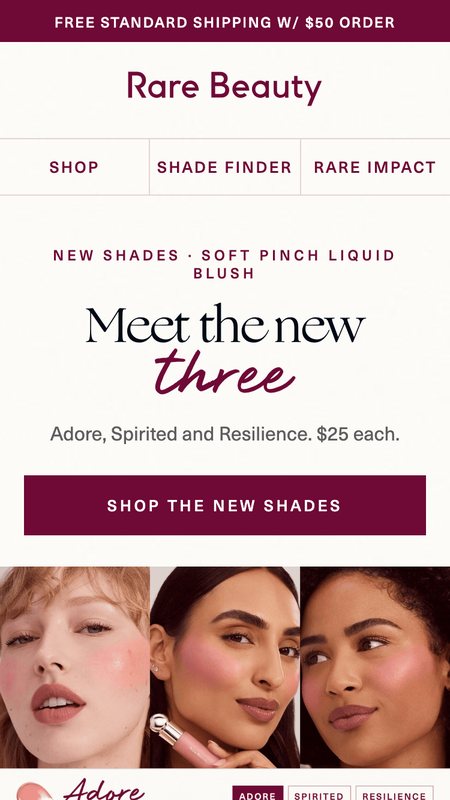 FREE STANDARD SHIPPING W/ $50 ORDER
Rare Beauty
SHOP
SHADE FINDER
RARE IMPACT
NEW SHADES · SOFT PINCH LIQUID
BLUSH
Meet the new
three
Adore, Spirited and Resilience. $25 each.
SHOP THE NEW SHADES
Adore
ADORE
SPIRITED
RESILIENCE